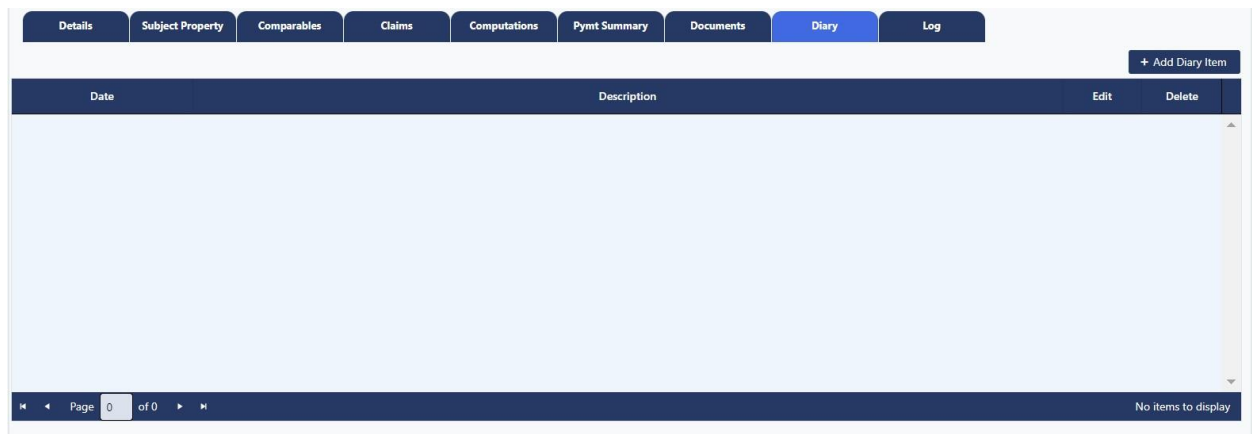 Details Subject Property Comparables Claims Computations Pymt Summary Documents Diary Log
+ Add Diary Item
Date Description Edit Delete
Page 0 of 0 No items to display